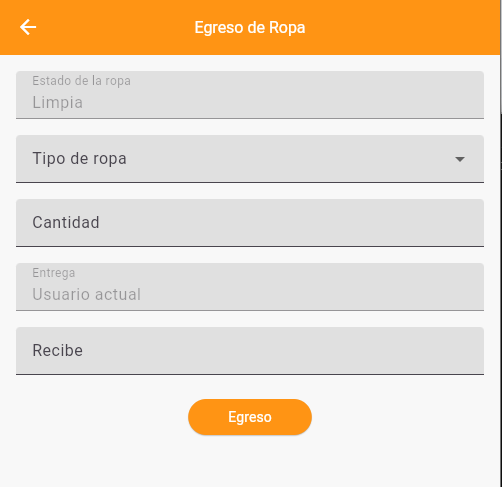 Egreso de Ropa
Estado de la ropa
Limpia
Tipo de ropa
Cantidad
Entrega
Usuario actual
Recibe
Egreso